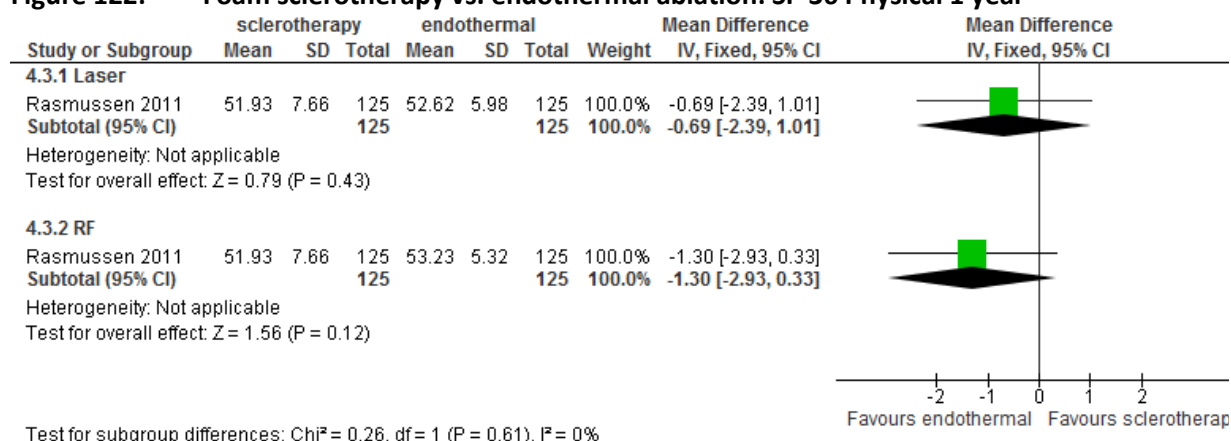 Figure 122: Foam sclerotherapy vs. endothermal ablation: SF-36 Physical 1 year
sclerotherapy endothermal Mean Difference Mean Difference
Study or Subgroup Mean SD Total Mean SD Total Weight IV, Fixed, 95% CI IV, Fixed, 95% CI
4.3.1 Laser
Rasmussen 2011 51.93 7.66 125 52.62 5.98 125 100.0% -0.69 [-2.39, 1.01]
Subtotal (95% CI) 125 125 100.0% -0.69 [-2.39, 1.01]
Heterogeneity: Not applicable
Test for overall effect: Z = 0.79 (P = 0.43)
4.3.2 RF
Rasmussen 2011 51.93 7.66 125 53.23 5.32 125 100.0% -1.30 [-2.93, 0.33]
Subtotal (95% CI) 125 125 100.0% -1.30 [-2.93, 0.33]
Heterogeneity: Not applicable
Test for overall effect: Z = 1.56 (P = 0.12)
-2 -1 0 1 2
Favours endothermal Favours sclerotherap
Test for subgroup differences: Chi² = 0.26, df = 1 (P = 0.61), I² = 0%